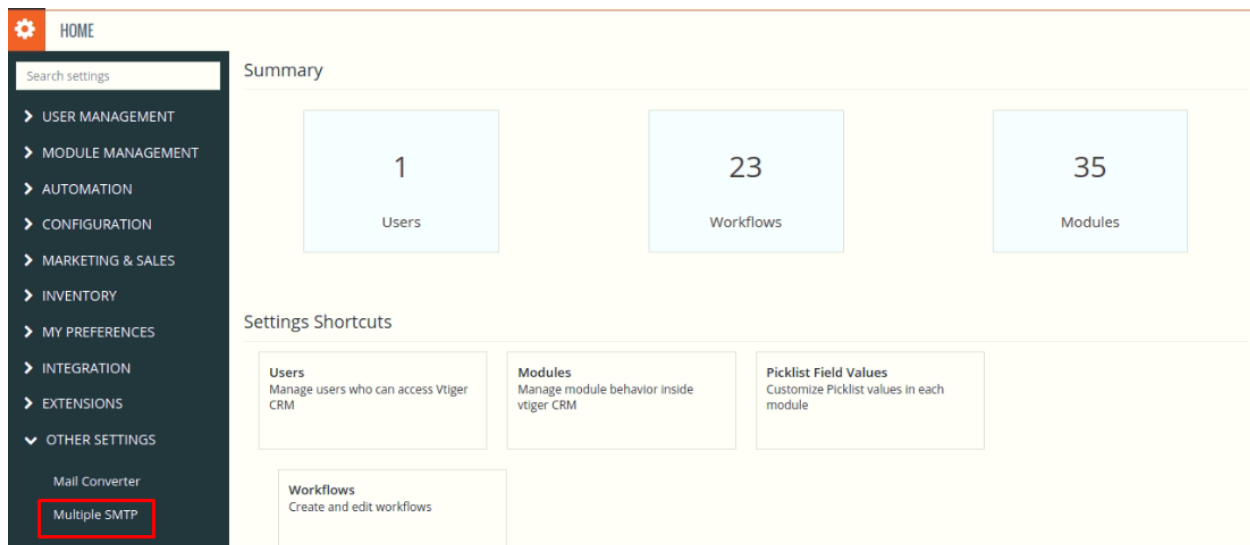 HOME
Search settings
USER MANAGEMENT
MODULE MANAGEMENT
AUTOMATION
CONFIGURATION
MARKETING & SALES
INVENTORY
MY PREFERENCES
INTEGRATION
EXTENSIONS
OTHER SETTINGS
Mail Converter
Multiple SMTP
Summary
1
Users
23
Workflows
35
Modules
Settings Shortcuts
Users
Manage users who can access Vtiger
CRM
Modules
Manage module behavior inside
vtiger CRM
Picklist Field Values
Customize Picklist values in each
module
Workflows
Create and edit workflows